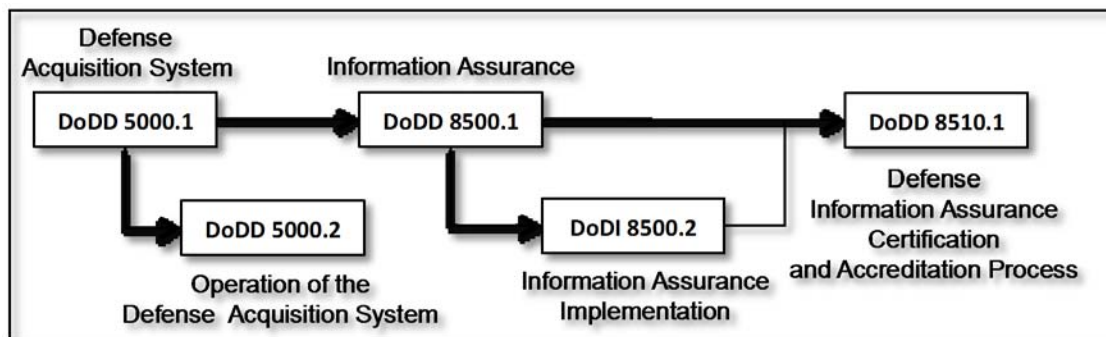 Defense
Acquisition System
Information Assurance
DoDD 5000.1
DoDD 8500.1
DoDD 8510.1
DoDD 5000.2
DoDI 8500.2
Operation of the
Defense Acquisition System
Information Assurance
Implementation
Defense
Information Assurance
Certification
and Accreditation Process